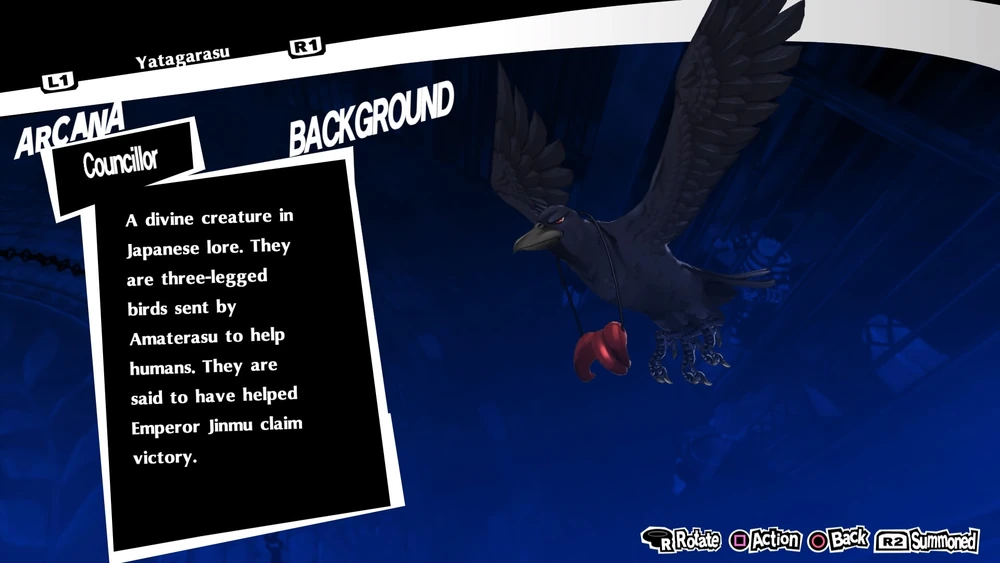 L1 Yatagarasu R1
ARCANA
Councillor
BACKGROUND
A divine creature in
Japanese lore. They
are three-legged
birds sent by
Amaterasu to help
humans. They are
said to have helped
Emperor Jinmu claim
victory.
R Rotate Action Back R2 Summoned